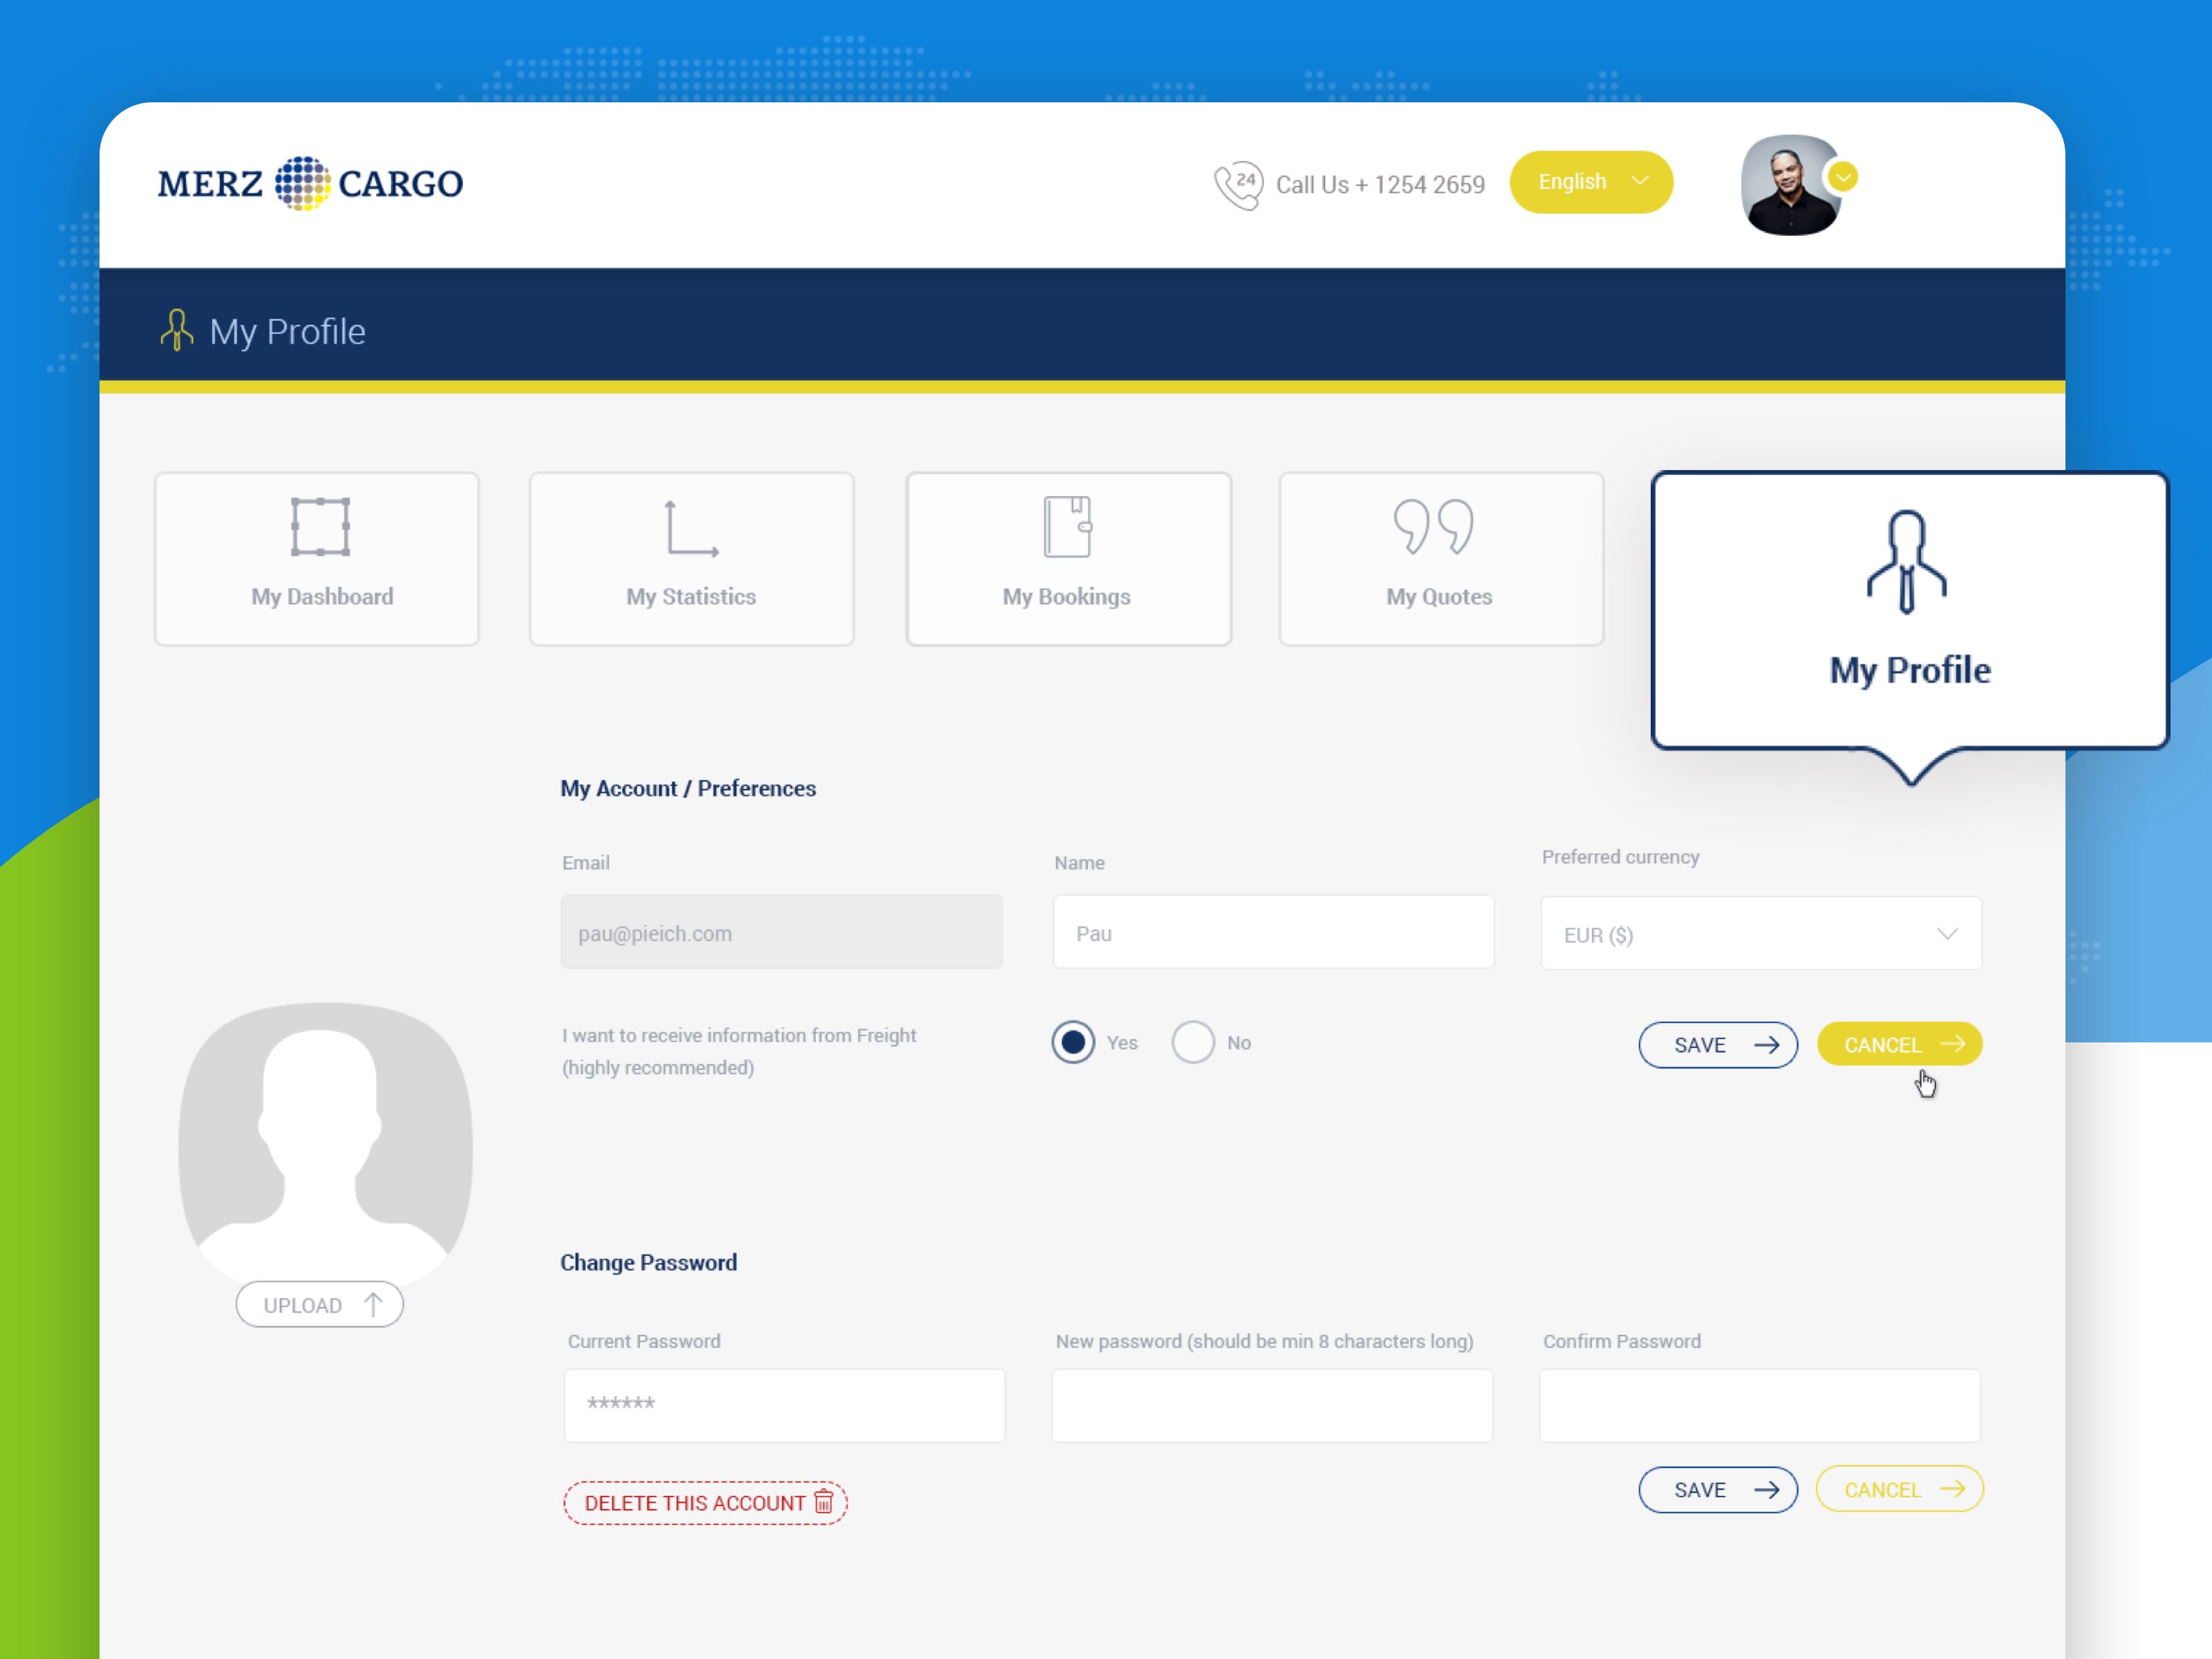 MERZ CARGO
24
Call Us + 1254 2659
English
My Profile
My Dashboard
My Statistics
My Bookings
My Quotes
My Profile
My Account / Preferences
Email
Name
Preferred currency
pau@pieich.com
Pau
EUR ($)
I want to receive information from Freight
(highly recommended)
Yes
No
SAVE
CANCEL
UPLOAD
Change Password
Current Password
New password (should be min 8 characters long)
Confirm Password
******
DELETE THIS ACCOUNT
SAVE
CANCEL